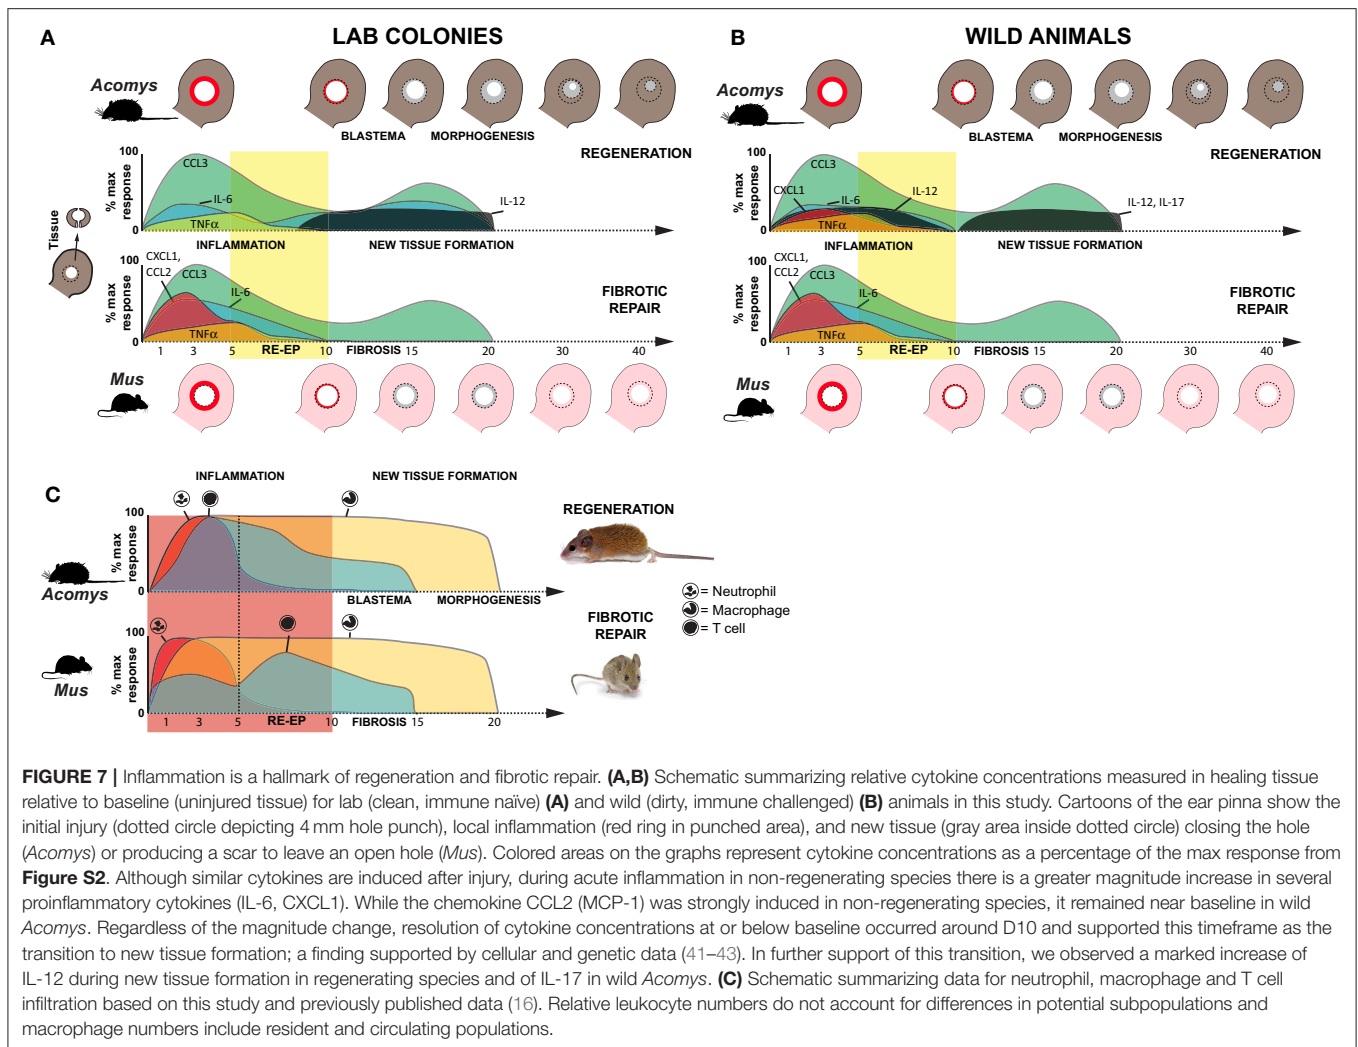 A
LAB COLONIES
Acomys
BLASTEMA MORPHOGENESIS
REGENERATION
100
% max
response
0
CCL3
IL-6
TNFα
IL-12
INFLAMMATION
NEW TISSUE FORMATION
Tissue
100
% max
response
0
CXCL1,
CCL2
CCL3
IL-6
TNFα
FIBROTIC
REPAIR
1 3 5 RE-EP 10 FIBROSIS 15 20 30 40
Mus
B
WILD ANIMALS
Acomys
BLASTEMA MORPHOGENESIS
REGENERATION
100
% max
response
0
CCL3
CXCL1
IL-6
IL-12
TNFα
IL-12, IL-17
INFLAMMATION
NEW TISSUE FORMATION
100
% max
response
0
CXCL1,
CCL2
CCL3
IL-6
TNFα
FIBROTIC
REPAIR
1 3 5 RE-EP 10 FIBROSIS 15 20 30 40
Mus
C
INFLAMMATION
NEW TISSUE FORMATION
100
% max
response
0
Acomys
BLASTEMA MORPHOGENESIS
REGENERATION
100
% max
response
0
Mus
1 3 5 RE-EP 10 FIBROSIS 15 20
FIBROTIC
REPAIR
= Neutrophil
= Macrophage
= T cell
FIGURE 7 | Inflammation is a hallmark of regeneration and fibrotic repair. (A,B) Schematic summarizing relative cytokine concentrations measured in healing tissue
relative to baseline (uninjured tissue) for lab (clean, immune naïve) (A) and wild (dirty, immune challenged) (B) animals in this study. Cartoons of the ear pinna show the
initial injury (dotted circle depicting 4 mm hole punch), local inflammation (red ring in punched area), and new tissue (gray area inside dotted circle) closing the hole
(Acomys) or producing a scar to leave an open hole (Mus). Colored areas on the graphs represent cytokine concentrations as a percentage of the max response from
Figure S2. Although similar cytokines are induced after injury, during acute inflammation in non-regenerating species there is a greater magnitude increase in several
proinflammatory cytokines (IL-6, CXCL1). While the chemokine CCL2 (MCP-1) was strongly induced in non-regenerating species, it remained near baseline in wild
Acomys. Regardless of the magnitude change, resolution of cytokine concentrations at or below baseline occurred around D10 and supported this timeframe as the
transition to new tissue formation; a finding supported by cellular and genetic data (41–43). In further support of this transition, we observed a marked increase of
IL-12 during new tissue formation in regenerating species and of IL-17 in wild Acomys. (C) Schematic summarizing data for neutrophil, macrophage and T cell
infiltration based on this study and previously published data (16). Relative leukocyte numbers do not account for differences in potential subpopulations and
macrophage numbers include resident and circulating populations.